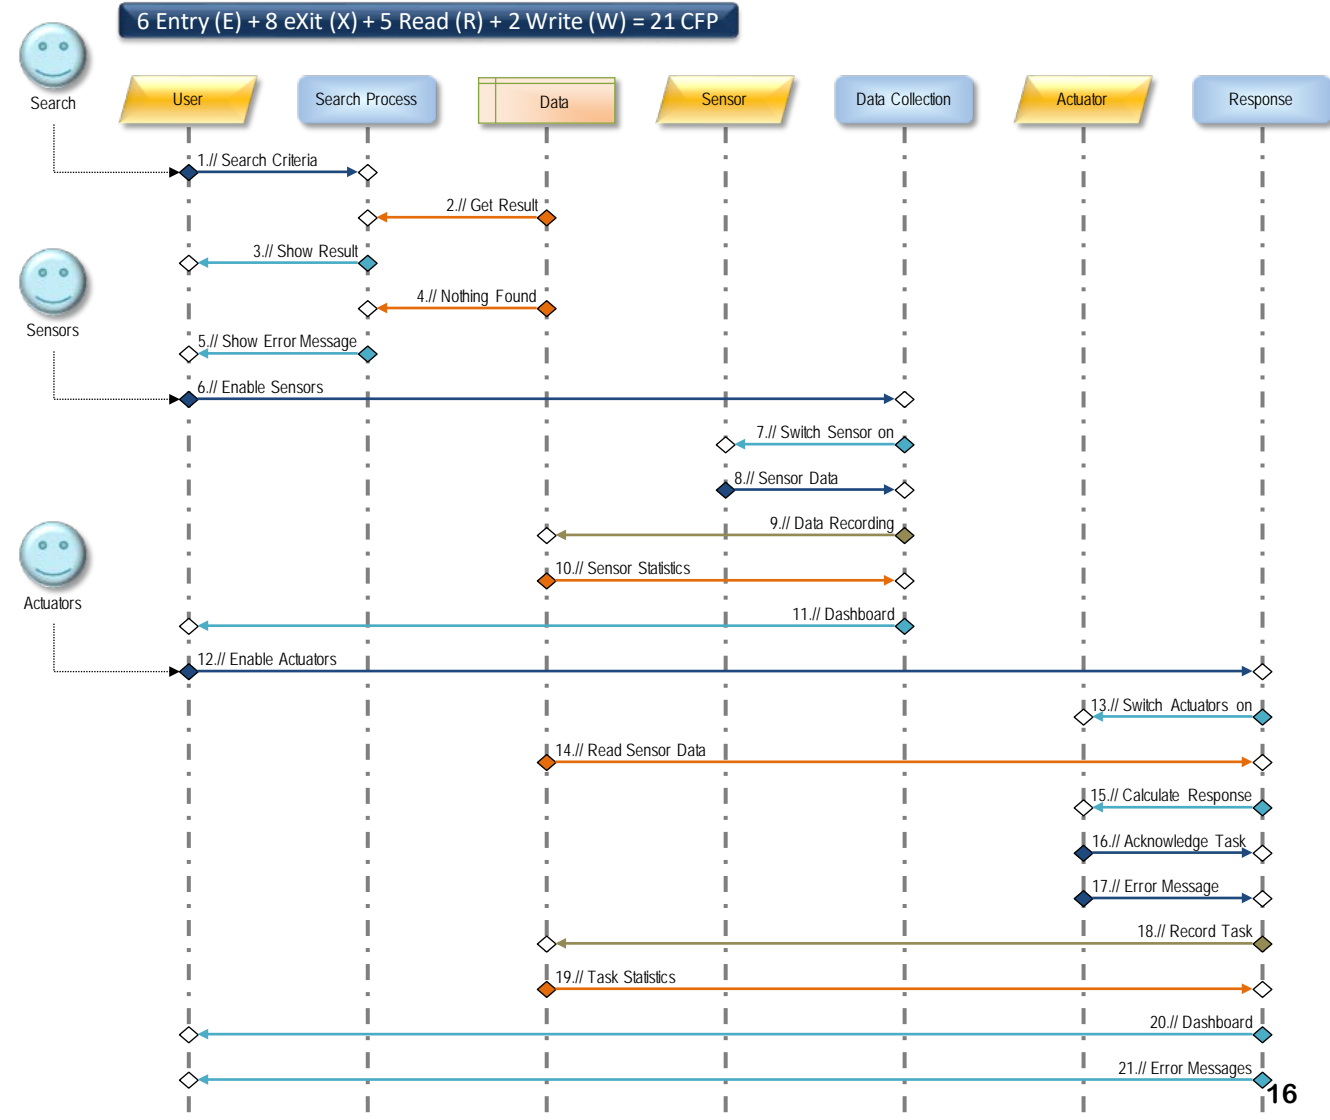 6 Entry (E) + 8 eXit (X) + 5 Read (R) + 2 Write (W) = 21 CFP
Search
User
Search Process
Data
Sensor
Data Collection
Actuator
Response
1.// Search Criteria
2.// Get Result
3.// Show Result
Sensors
4.// Nothing Found
5.// Show Error Message
6.// Enable Sensors
7.// Switch Sensor on
8.// Sensor Data
9.// Data Recording
Actuators
10.// Sensor Statistics
11.// Dashboard
12.// Enable Actuators
13.// Switch Actuators on
14.// Read Sensor Data
15.// Calculate Response
16.// Acknowledge Task
17.// Error Message
18.// Record Task
19.// Task Statistics
20.// Dashboard
21.// Error Messages
16